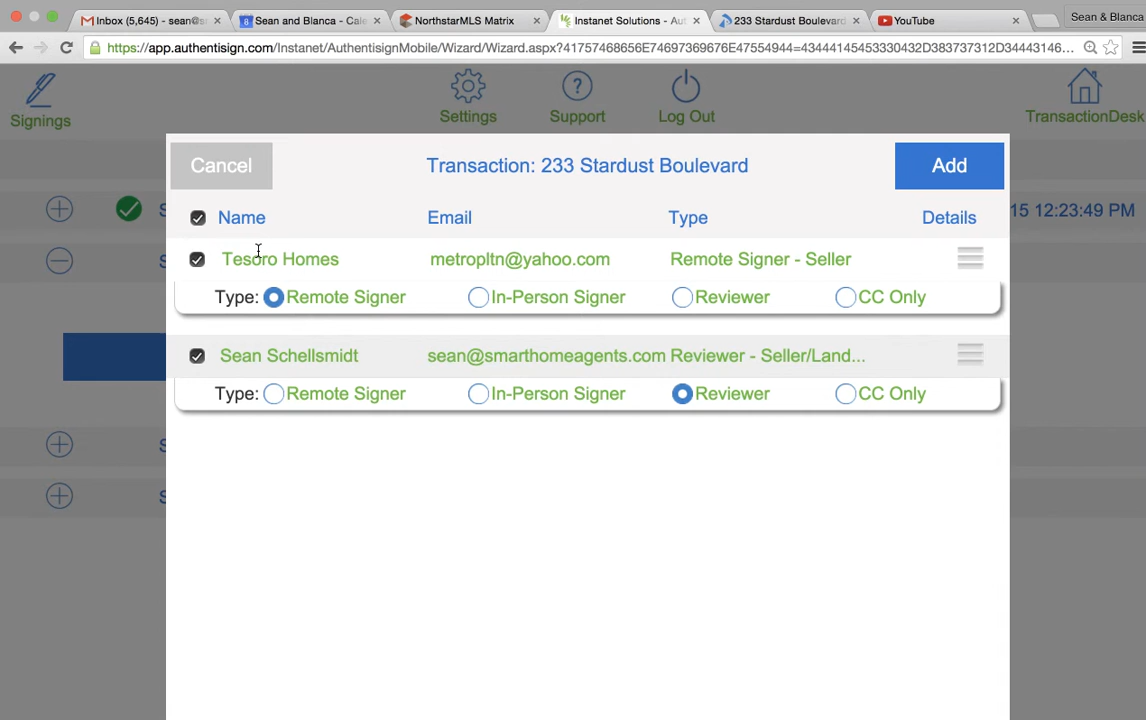 Inbox (5,645) - sean@s
Sean and Blanca - Cale
NorthstarMLS Matrix
Instanet Solutions - Aut
233 Stardust Boulevard
YouTube
Sean & Blanca
https://app.authentisign.com/Instanet/AuthentisignMobile/Wizard/Wizard.aspx?41757468656E74697369676E47554944=43444145453330432D383737312D34443146...
Signings
Settings
Support
Log Out
TransactionDesk
Cancel
Transaction: 233 Stardust Boulevard
Add
Name Email Type Details
15 12:23:49 PM
Tesoro Homes metropltn@yahoo.com Remote Signer - Seller
Type: Remote Signer In-Person Signer Reviewer CC Only
Sean Schellsmidt sean@smarthomeagents.com Reviewer - Seller/Land...
Type: Remote Signer In-Person Signer Reviewer CC Only